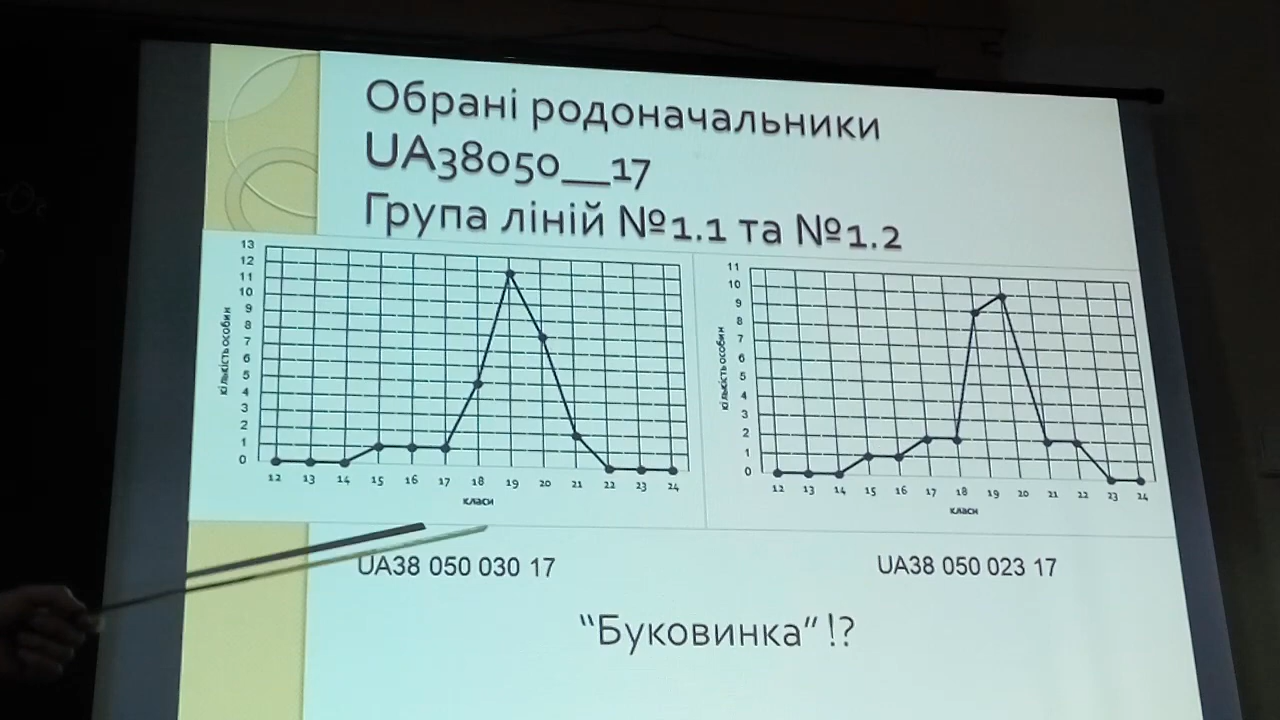 Обрані родоначальники
UA38050__17
Група ліній №1.1 та №1.2
13
12
11
10
9
8
7
6
5
4
3
2
1
0
кількість особин
12 13 14 15 16 17 18 19 20 21 22 23 24
класи
11
10
9
8
7
6
5
4
3
2
1
0
кількість особин
12 13 14 15 16 17 18 19 20 21 22 23 24
класи
UA38 050 030 17
UA38 050 023 17
“Буковинка” !?